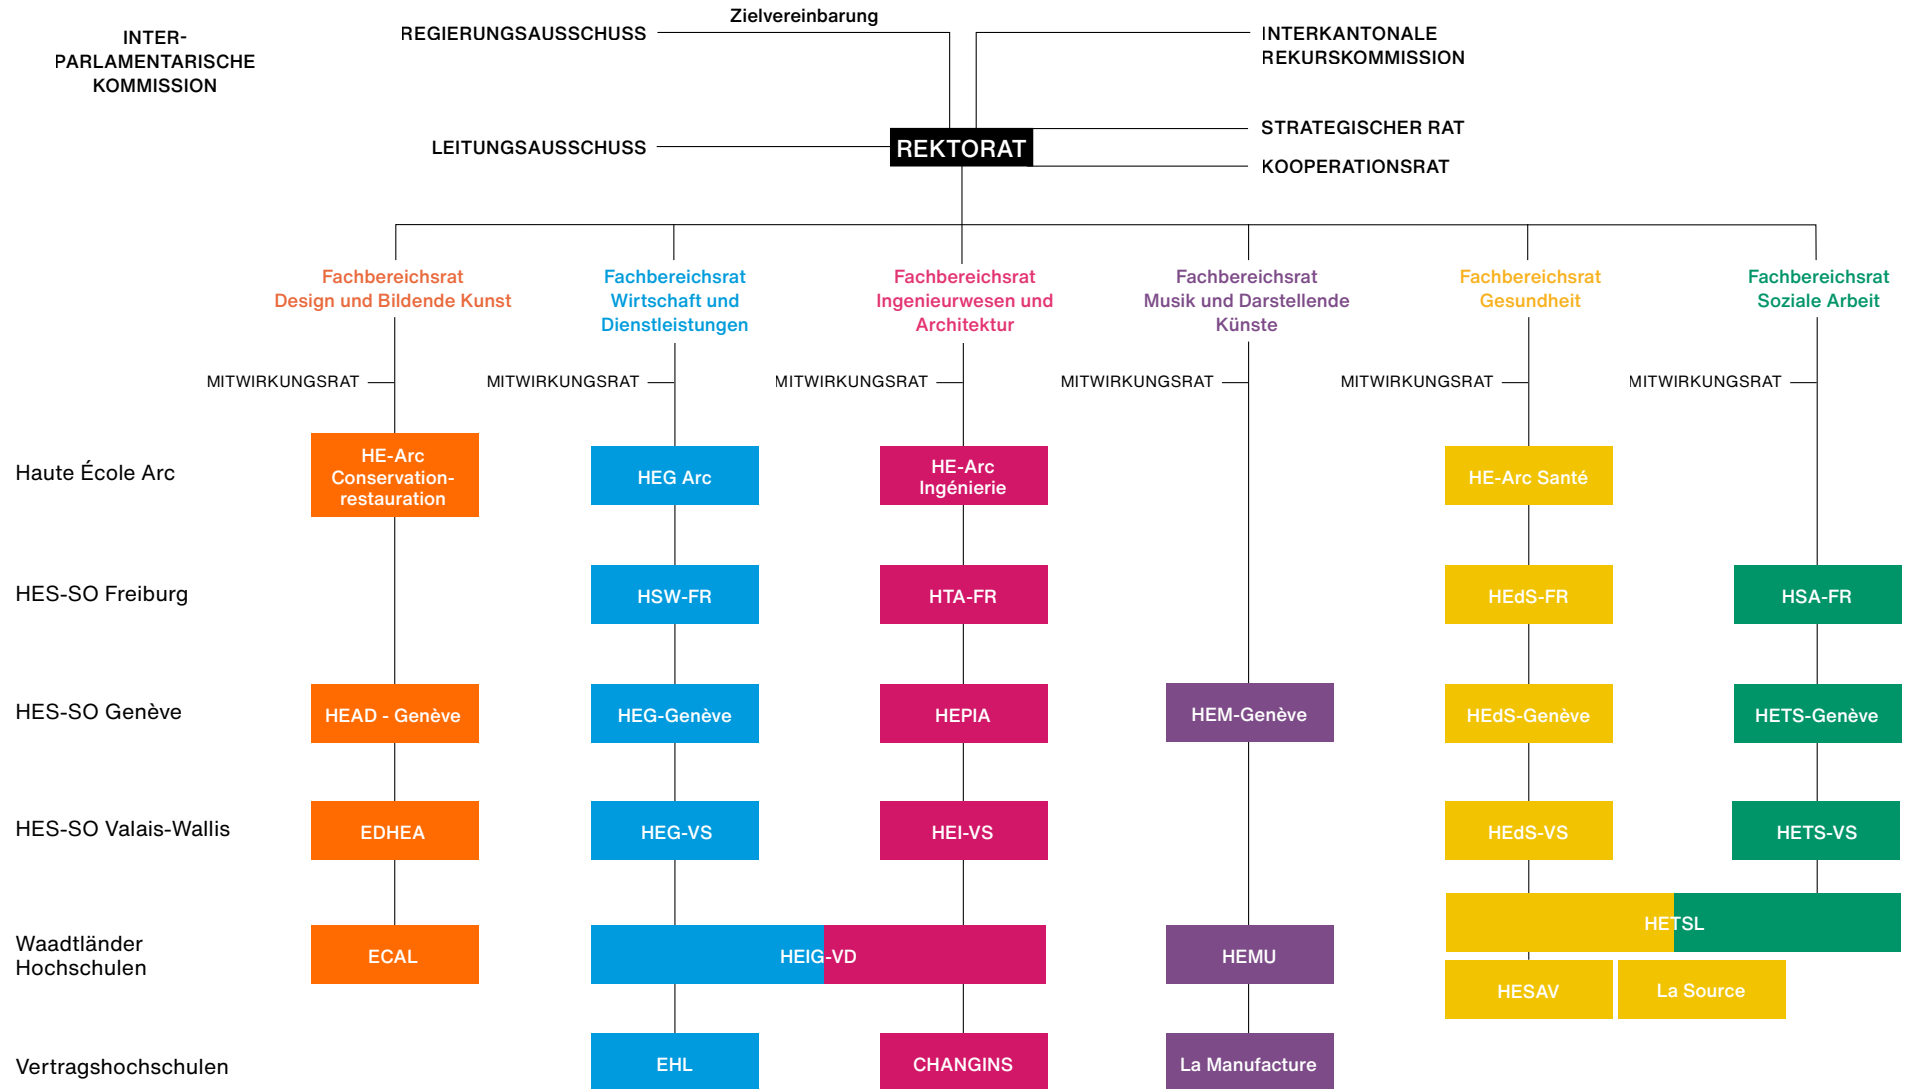 INTER-
PARLAMENTARISCHE
KOMMISSION
REGIERUNGSAUSSCHUSS
Zielvereinbarung
INTERKANTONALE
REKURSKOMMISSION
LEITUNGSAUSSCHUSS
REKTORAT
STRATEGISCHER RAT
KOOPERATIONSRAT
Fachbereichsrat
Design und Bildende Kunst
Fachbereichsrat
Wirtschaft und
Dienstleistungen
Fachbereichsrat
Ingenieurwesen und
Architektur
Fachbereichsrat
Musik und Darstellende
Künste
Fachbereichsrat
Gesundheit
Fachbereichsrat
Soziale Arbeit
MITWIRKUNGSRAT
MITWIRKUNGSRAT
MITWIRKUNGSRAT
MITWIRKUNGSRAT
MITWIRKUNGSRAT
MITWIRKUNGSRAT
Haute École Arc
HE-Arc
Conservation-
restauration
HEG Arc
HE-Arc
Ingénierie
HE-Arc Santé
HES-SO Freiburg
HSW-FR
HTA-FR
HEdS-FR
HSA-FR
HES-SO Genève
HEAD - Genève
HEG-Genève
HEPIA
HEM-Genève
HEdS-Genève
HETS-Genève
HES-SO Valais-Wallis
EDHEA
HEG-VS
HEI-VS
HEdS-VS
HETS-VS
Waadtländer
Hochschulen
ECAL
HEIG-VD
HEMU
HETSL
HESAV
La Source
Vertragshochschulen
EHL
CHANGINS
La Manufacture